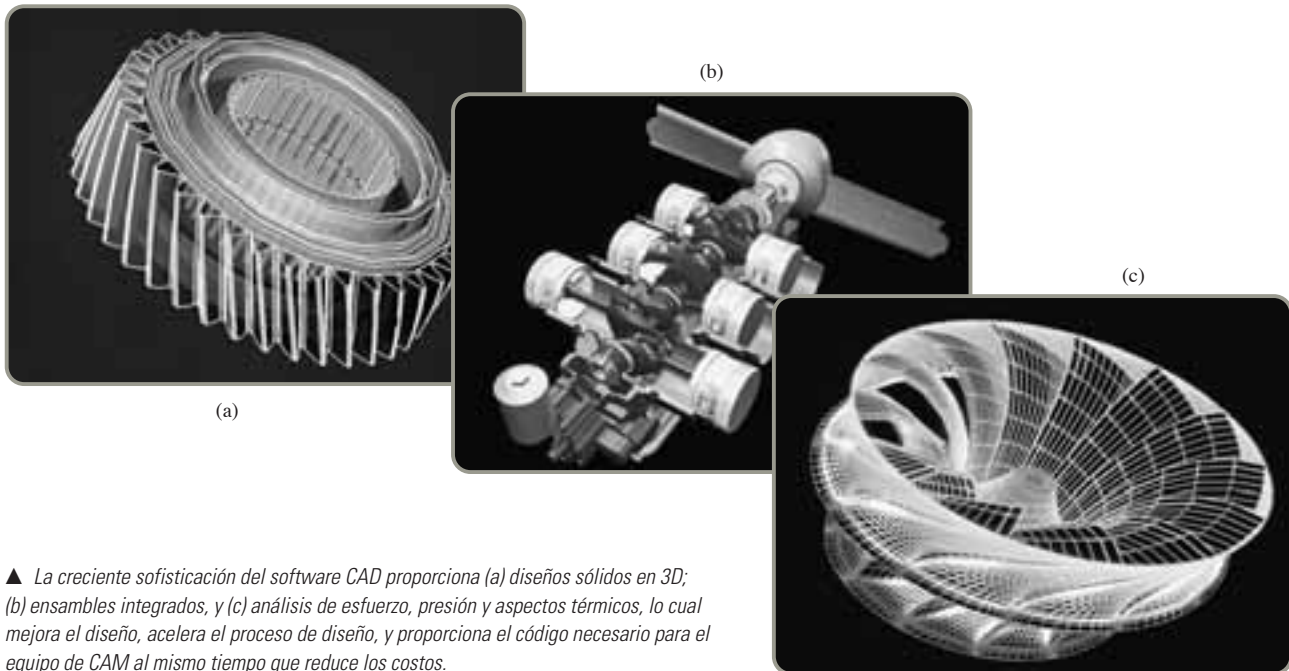 (b)
(c)
(a)
▲ La creciente sofisticación del software CAD proporciona (a) diseños sólidos en 3D;
(b) ensambles integrados, y (c) análisis de esfuerzo, presión y aspectos térmicos, lo cual
mejora el diseño, acelera el proceso de diseño, y proporciona el código necesario para el
equipo de CAM al mismo tiempo que reduce los costos.